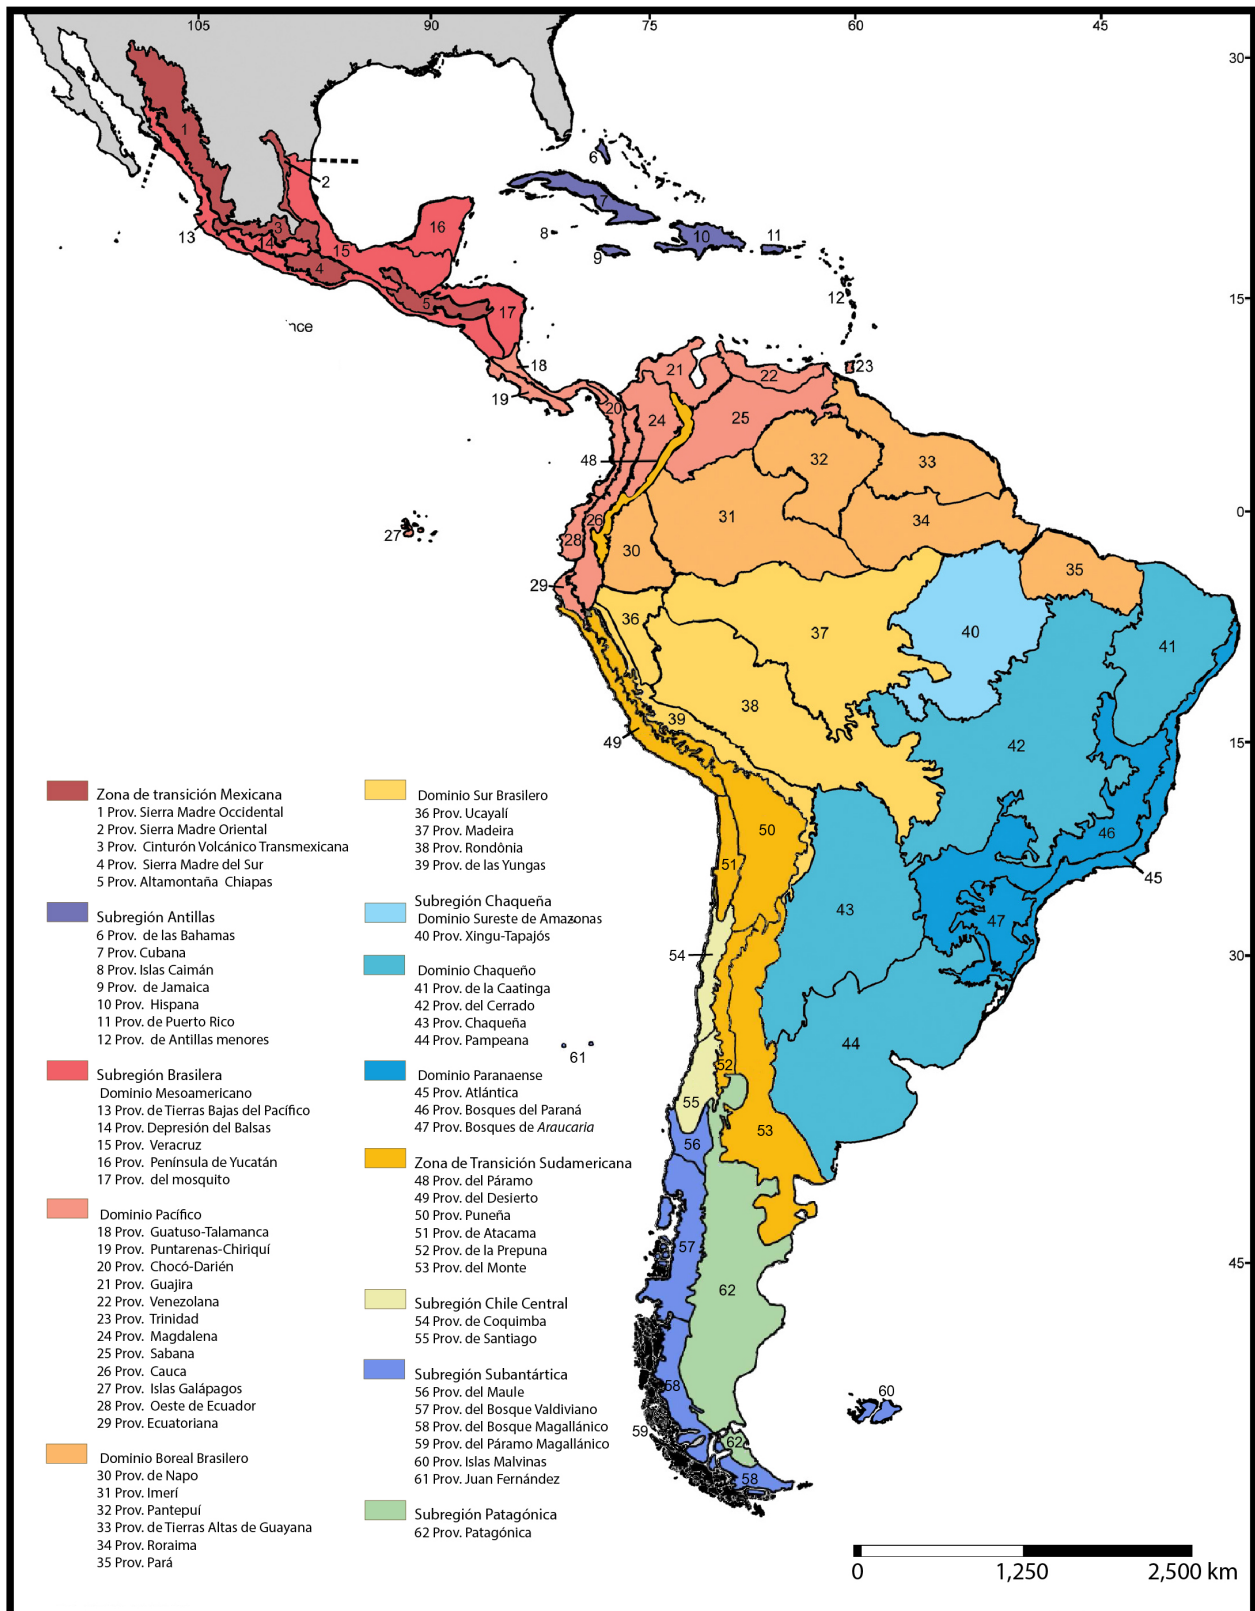 105 90 75 60 45
30
15
0
15
30
45
1
2
3
4
5
6
7
8
9
10
11
12
13
14
15
16
17
18
19
20
21
22
23
24
25
26
27
28
29
30
31
32
33
34
35
36
37
38
39
40
41
42
43
44
45
46
47
48
49
50
51
52
53
54
55
56
57
58
58
59
60
61
62
62
nce
Zona de transición Mexicana
1 Prov. Sierra Madre Occidental
2 Prov. Sierra Madre Oriental
3 Prov. Cinturón Volcánico Transmexicana
4 Prov. Sierra Madre del Sur
5 Prov. Altamontaña Chiapas
Subregión Antillas
6 Prov. de las Bahamas
7 Prov. Cubana
8 Prov. Islas Caimán
9 Prov. de Jamaica
10 Prov. Hispana
11 Prov. de Puerto Rico
12 Prov. de Antillas menores
Subregión Brasilera
Dominio Mesoamericano
13 Prov. de Tierras Bajas del Pacífico
14 Prov. Depresión del Balsas
15 Prov. Veracruz
16 Prov. Península de Yucatán
17 Prov. del mosquito
Dominio Pacífico
18 Prov. Guatuso-Talamanca
19 Prov. Puntarenas-Chiriquí
20 Prov. Chocó-Darién
21 Prov. Guajira
22 Prov. Venezolana
23 Prov. Trinidad
24 Prov. Magdalena
25 Prov. Sabana
26 Prov. Cauca
27 Prov. Islas Galápagos
28 Prov. Oeste de Ecuador
29 Prov. Ecuatoriana
Dominio Boreal Brasilero
30 Prov. de Napo
31 Prov. Imerí
32 Prov. Pantepuí
33 Prov. de Tierras Altas de Guayana
34 Prov. Roraima
35 Prov. Pará
Dominio Sur Brasilero
36 Prov. Ucayalí
37 Prov. Madeira
38 Prov. Rondônia
39 Prov. de las Yungas
Subregión Chaqueña
Dominio Sureste de Amazonas
40 Prov. Xingu-Tapajós
Dominio Chaqueño
41 Prov. de la Caatinga
42 Prov. del Cerrado
43 Prov. Chaqueña
44 Prov. Pampeana
Dominio Paranaense
45 Prov. Atlántica
46 Prov. Bosques del Paraná
47 Prov. Bosques de Araucaria
Zona de Transición Sudamericana
48 Prov. del Páramo
49 Prov. del Desierto
50 Prov. Puneña
51 Prov. de Atacama
52 Prov. de la Prepuna
53 Prov. del Monte
Subregión Chile Central
54 Prov. de Coquimba
55 Prov. de Santiago
Subregión Subantártica
56 Prov. del Maule
57 Prov. del Bosque Valdiviano
58 Prov. del Bosque Magallánico
59 Prov. del Páramo Magallánico
60 Prov. Islas Malvinas
61 Prov. Juan Fernández
Subregión Patagónica
62 Prov. Patagónica
0 1,250 2,500 km